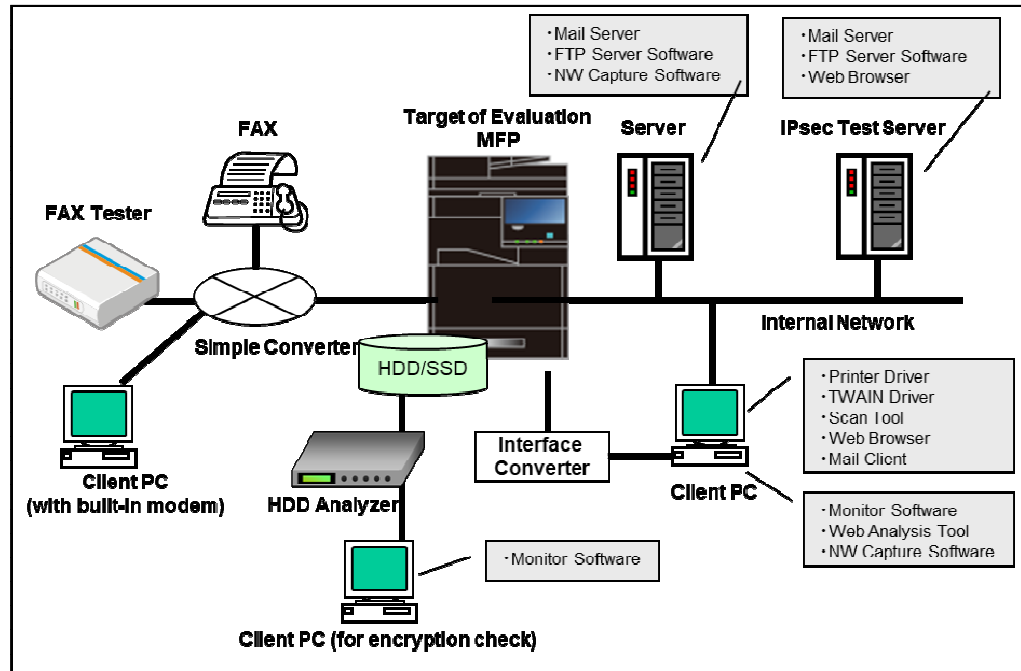 ・Mail Server
・FTP Server Software
・NW Capture Software
・Mail Server
・FTP Server Software
・Web Browser
FAX
Target of Evaluation
MFP
Server
IPsec Test Server
FAX Tester
Simple Converter
Internal Network
HDD/SSD
・Printer Driver
・TWAIN Driver
・Scan Tool
・Web Browser
・Mail Client
Interface
Converter
Client PC
Client PC
(with built-in modem)
HDD Analyzer
・Monitor Software
・Web Analysis Tool
・NW Capture Software
・Monitor Software
Client PC (for encryption check)